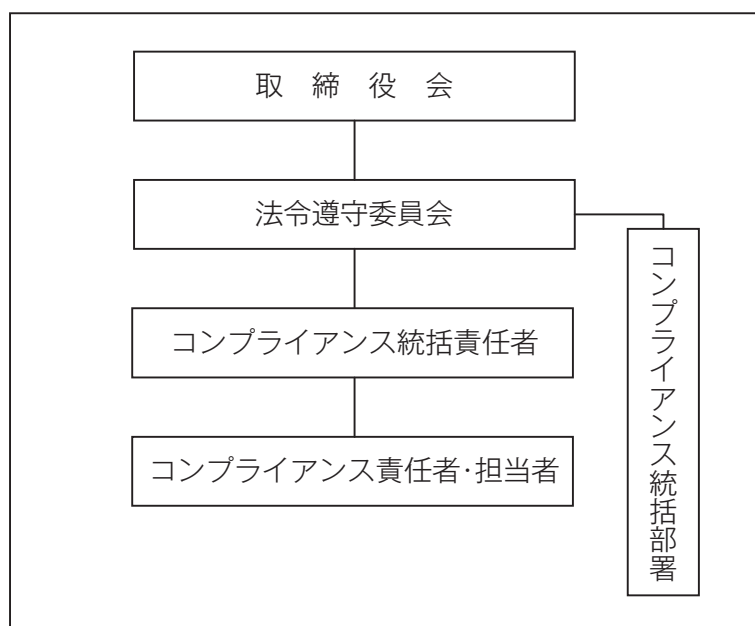 取 締 役 会
法令遵守委員会
コンプライアンス統括責任者
コンプライアンス責任者・担当者
コンプライアンス統括部署